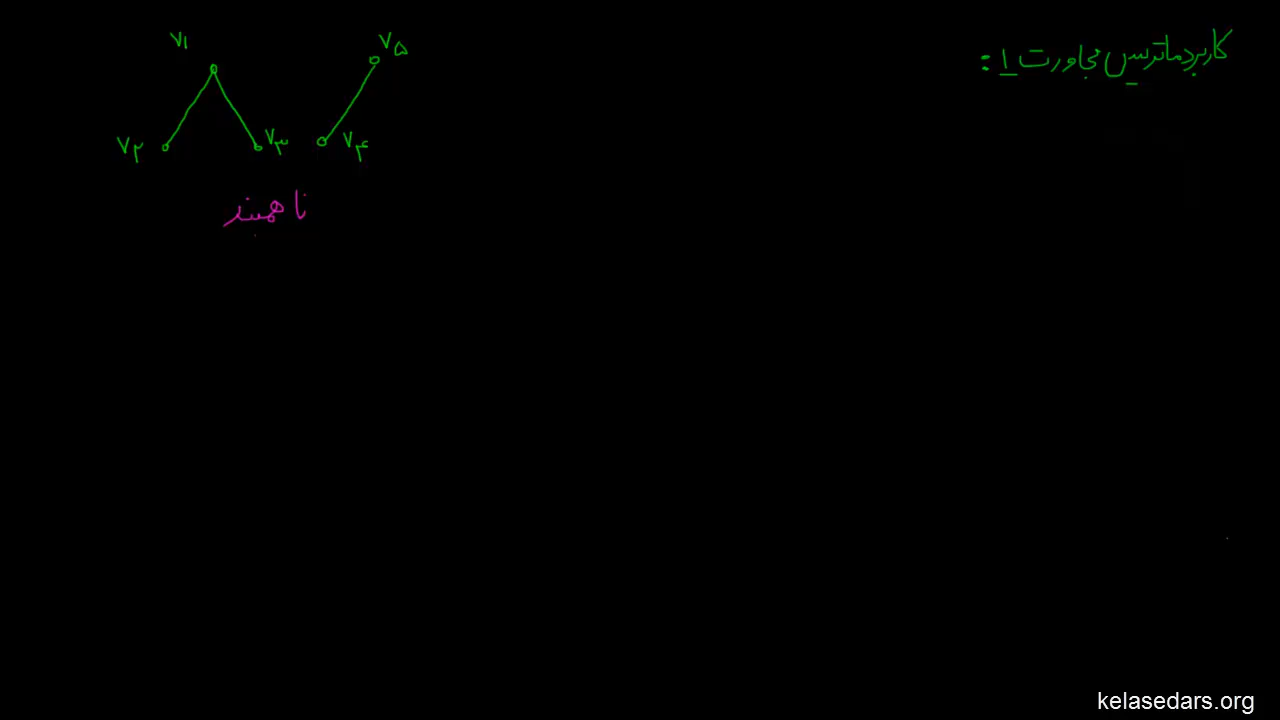 کاربرد ماتریس مجاورت ۱ :
v۱
v۵
v۲
v۳
v۴
ناهمبند
kelasedars.org